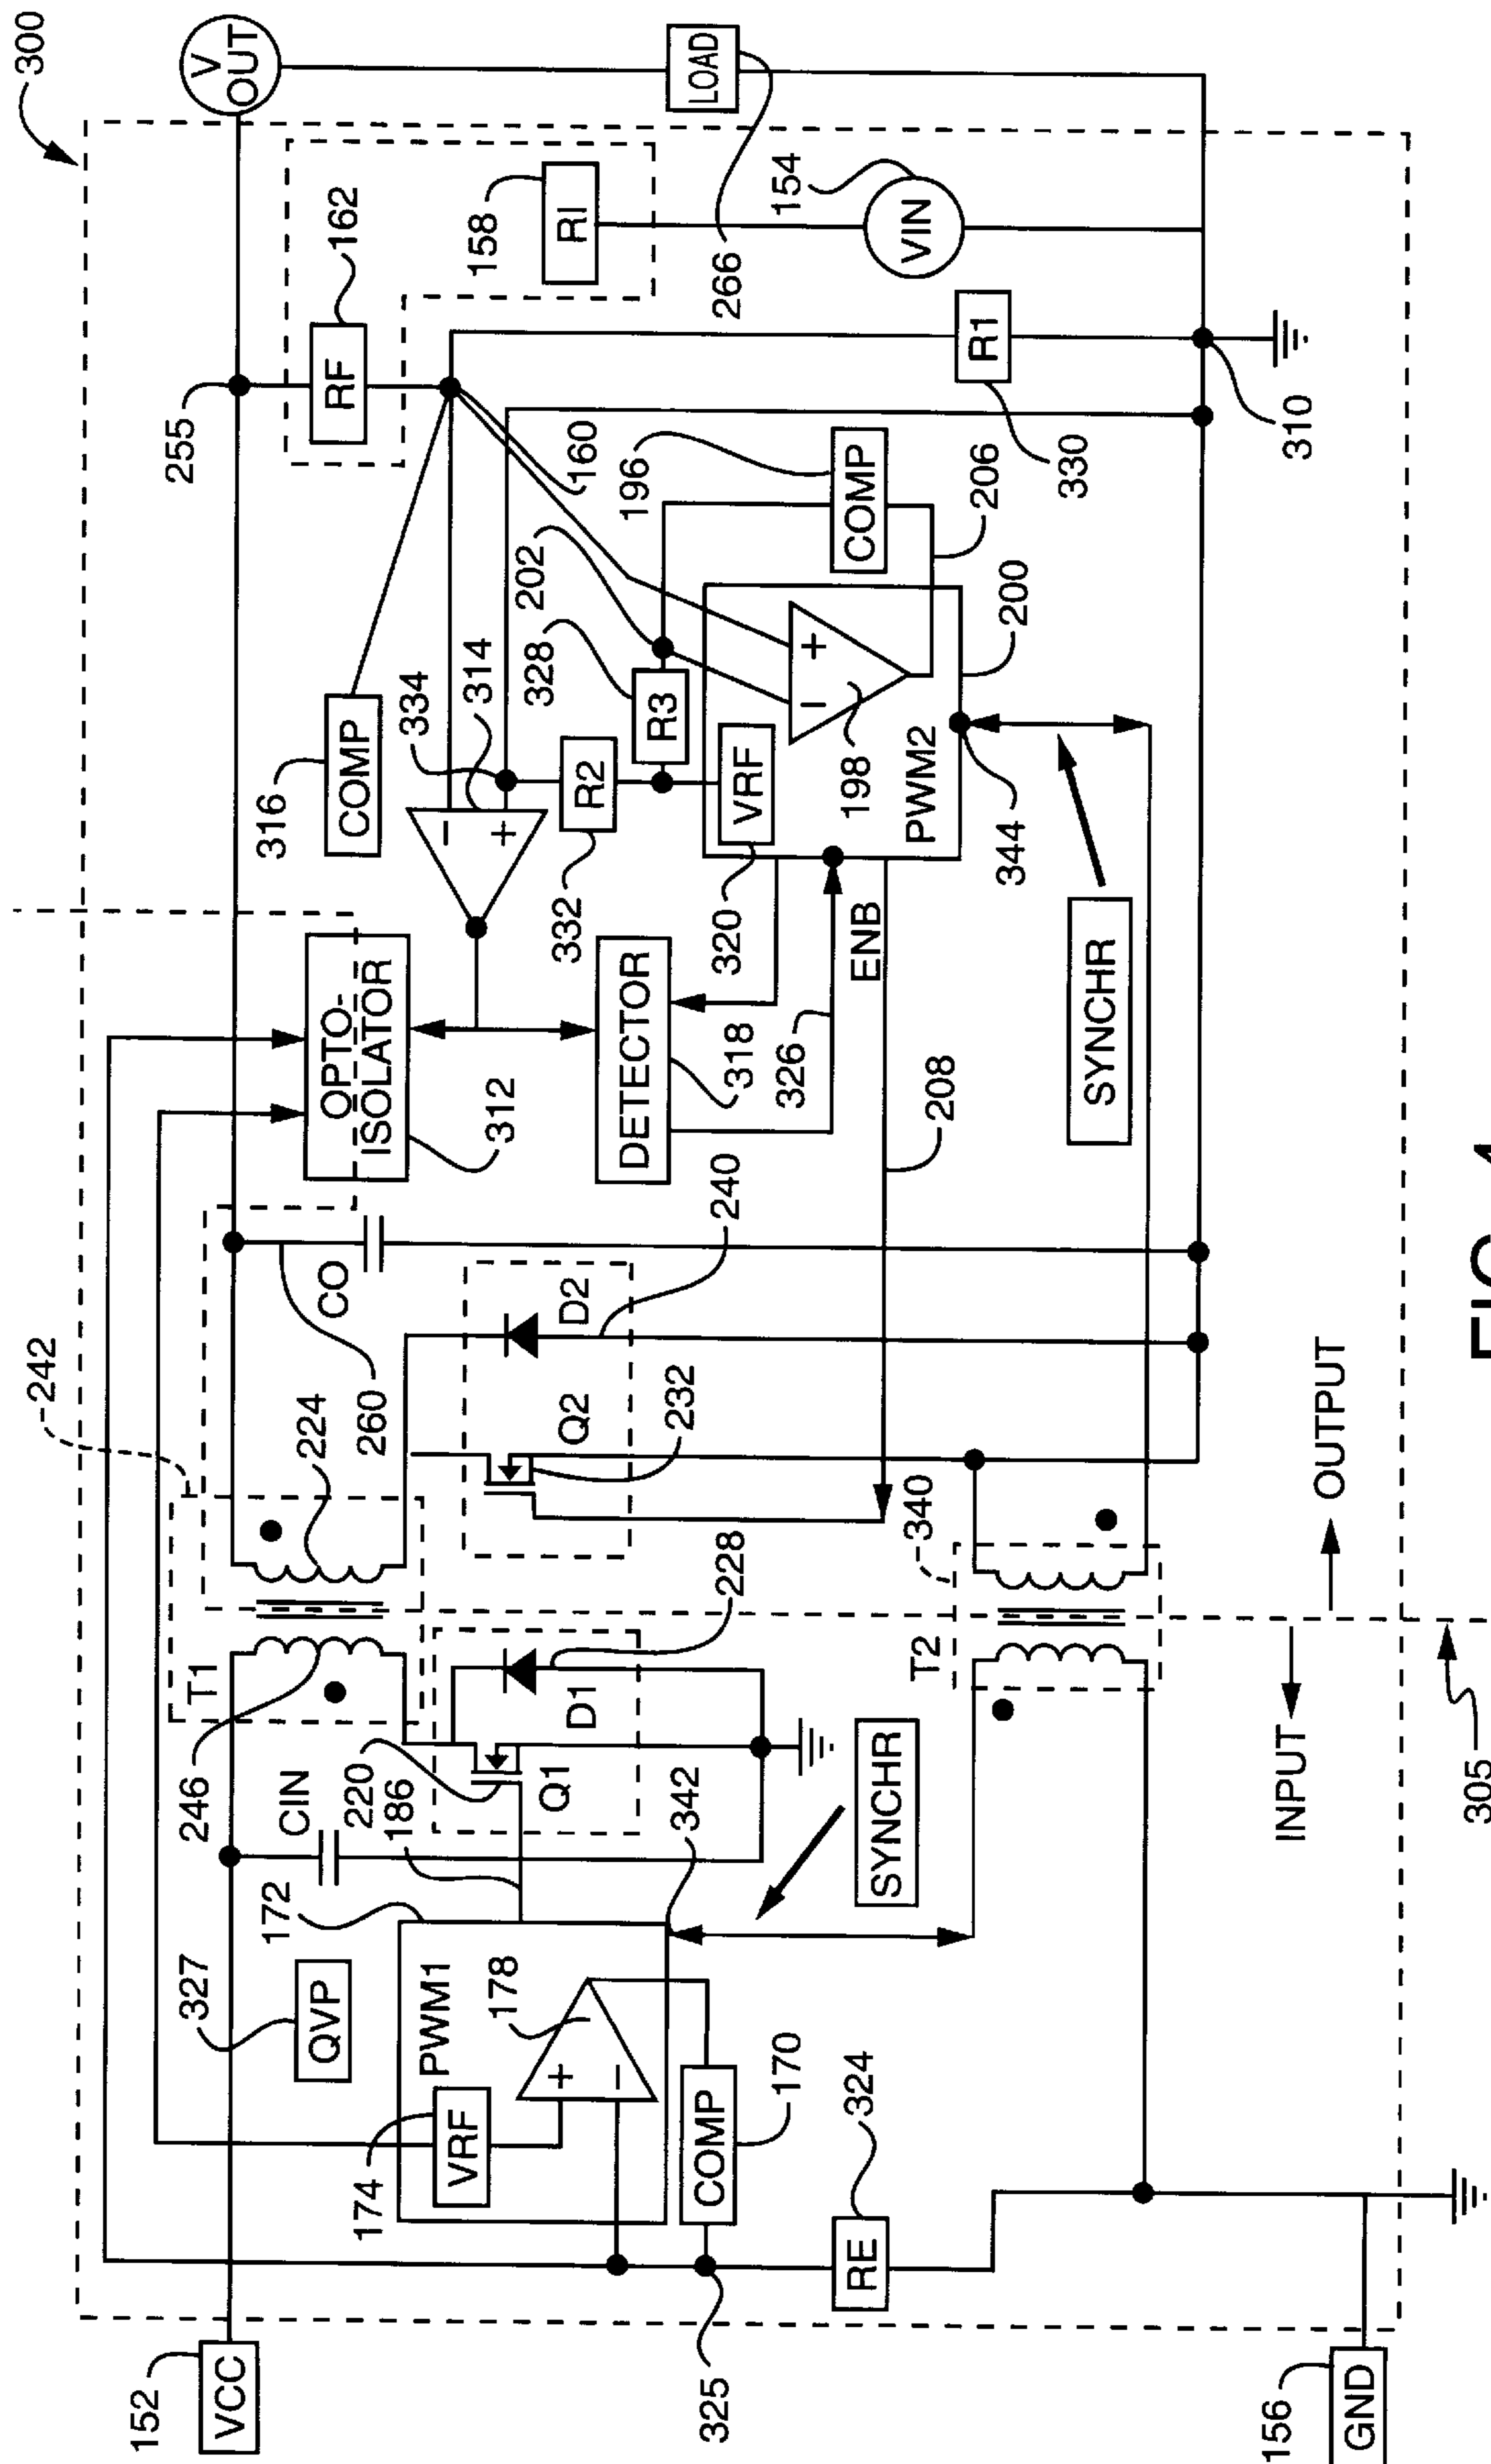 300
V
OUT
LOAD
255
162
RF
158
RI
154
VIN
266
316
COMP
160
R1
334
314
202
328
196
COMP
206
330
310
R3
332
R2
320
VRF
198
200
PWM2
344
OPTO-
ISOLATOR
312
DETECTOR
318
326
ENB
208
SYNCHR
242
224
260
CO
240
D2
Q2
232
340
OUTPUT
T1
246
228
D1
T2
CIN
220
186
Q1
342
SYNCHR
INPUT
305
327
QVP
172
PWM1
178
174
VRF
COMP
170
324
RE
152
VCC
325
156
GND